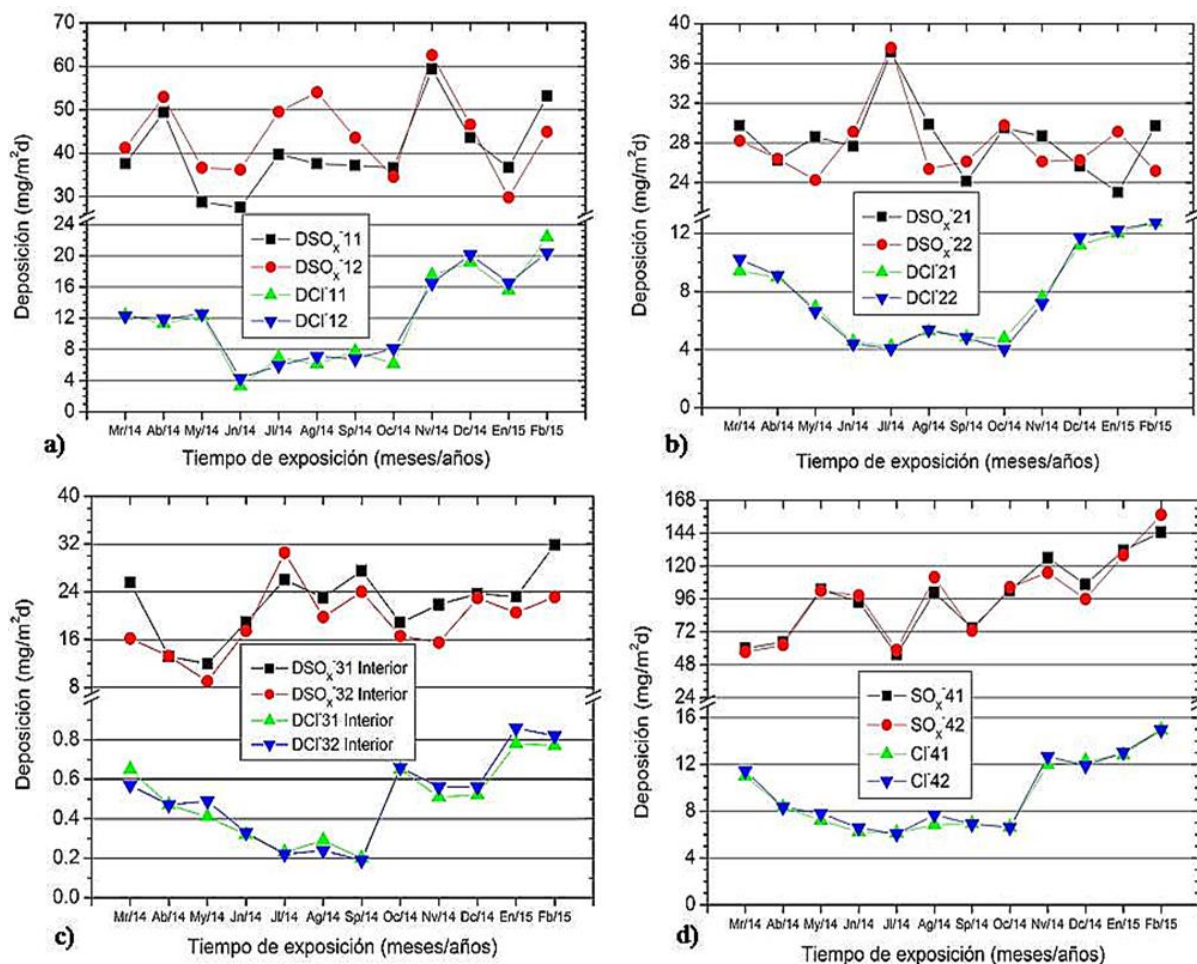 70
60
50
40
30
24
20
16
12
8
4
0
Deposición (mg/m²d)
Deposición (mg/m²d)
DSOₓ⁻11
DSOₓ⁻12
DCl⁻11
DCl⁻12
Mr/14 Ab/14 My/14 Jn/14 Jl/14 Ag/14 Sp/14 Oc/14 Nv/14 Dc/14 En/15 Fb/15
a)
Tiempo de exposición (meses/años)
40
36
32
28
24
12
8
4
0
Deposición (mg/m²d)
Deposición (mg/m²d)
DSOₓ⁻21
DSOₓ⁻22
DCl⁻21
DCl⁻22
Mr/14 Ab/14 My/14 Jn/14 Jl/14 Ag/14 Sp/14 Oc/14 Nv/14 Dc/14 En/15 Fb/15
b)
Tiempo de exposición (meses/años)
40
32
24
16
8
0.8
0.6
0.4
0.2
0.0
Deposición (mg/m²d)
DSOₓ⁻31 Interior
DSOₓ⁻32 Interior
DCl⁻31 Interior
DCl⁻32 Interior
Mr/14 Ab/14 My/14 Jn/14 Jl/14 Ag/14 Sp/14 Oc/14 Nv/14 Dc/14 En/15 Fb/15
c)
Tiempo de exposición (meses/años)
168
144
120
96
72
48
24
16
12
8
4
0
Deposición (mg/m²d)
SOₓ⁻41
SOₓ⁻42
Cl⁻41
Cl⁻42
Mr/14 Ab/14 My/14 Jn/14 Jl/14 Ag/14 Sp/14 Oc/14 Nv/14 Dc/14 En/15 Fb/15
d)
Tiempo de exposición (meses/años)